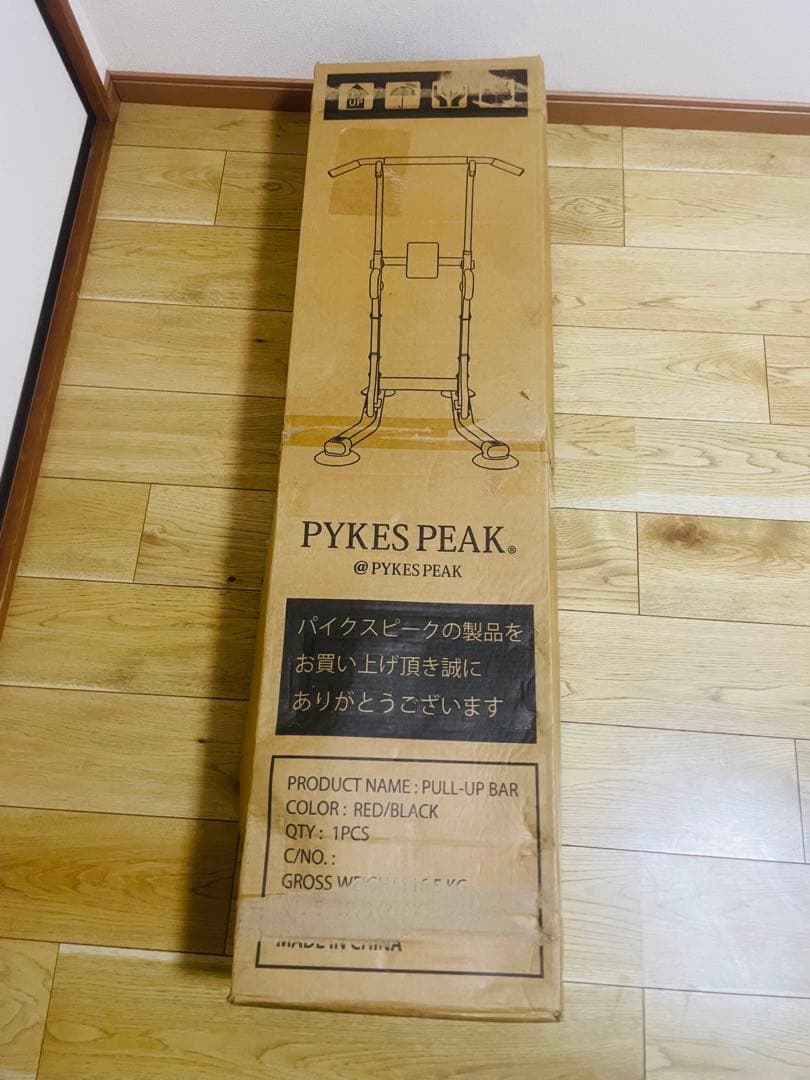 UP
PYKES PEAK®
@PYKES PEAK
パイクスピークの製品を
お買い上げ頂き誠に
ありがとうございます
PRODUCT NAME : PULL-UP BAR
COLOR : RED/BLACK
QTY : 1PCS
C/NO. :
GROSS WEIGHT
MADE IN CHINA